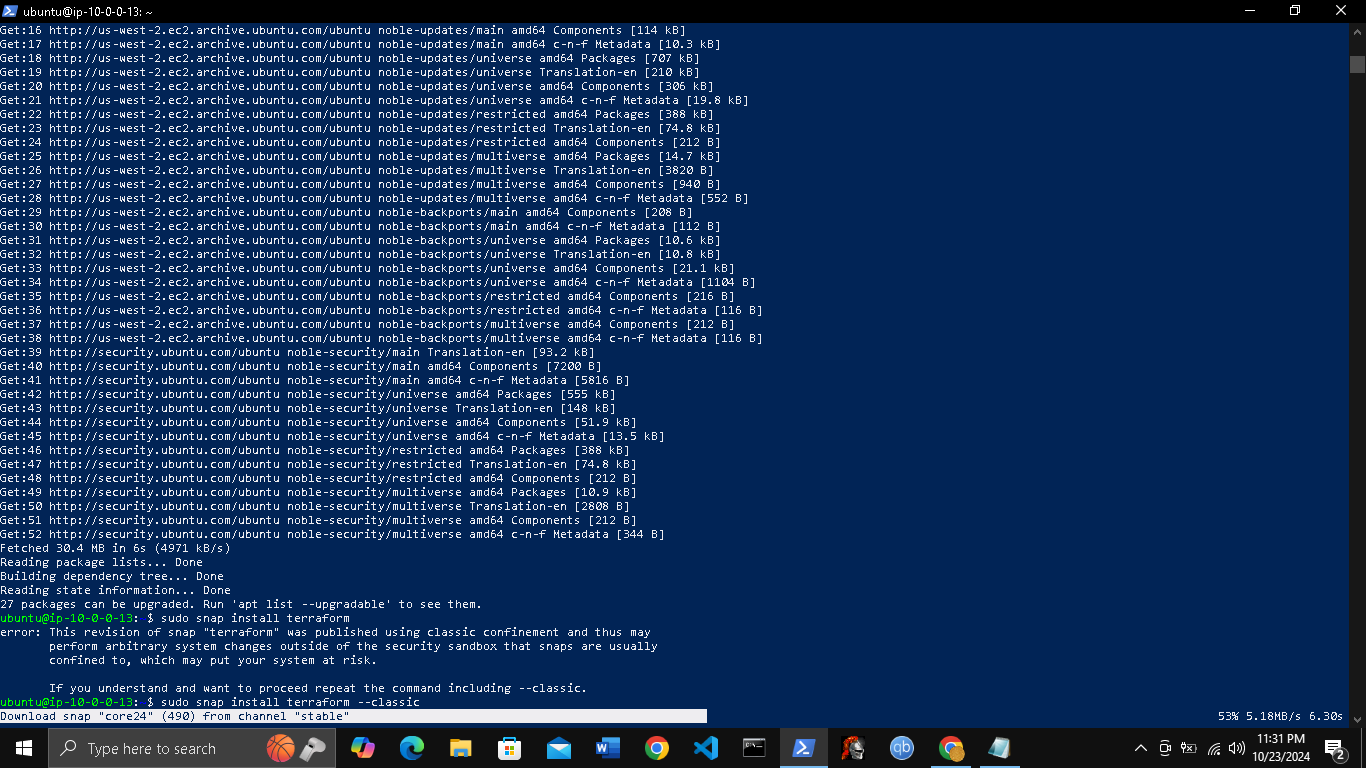 ubuntu@ip-10-0-0-13: ~
Get:16 http://us-west-2.ec2.archive.ubuntu.com/ubuntu noble-updates/main amd64 Components [114 kB]
Get:17 http://us-west-2.ec2.archive.ubuntu.com/ubuntu noble-updates/main amd64 c-n-f Metadata [10.3 kB]
Get:18 http://us-west-2.ec2.archive.ubuntu.com/ubuntu noble-updates/universe amd64 Packages [707 kB]
Get:19 http://us-west-2.ec2.archive.ubuntu.com/ubuntu noble-updates/universe Translation-en [210 kB]
Get:20 http://us-west-2.ec2.archive.ubuntu.com/ubuntu noble-updates/universe amd64 Components [306 kB]
Get:21 http://us-west-2.ec2.archive.ubuntu.com/ubuntu noble-updates/universe amd64 c-n-f Metadata [19.8 kB]
Get:22 http://us-west-2.ec2.archive.ubuntu.com/ubuntu noble-updates/restricted amd64 Packages [388 kB]
Get:23 http://us-west-2.ec2.archive.ubuntu.com/ubuntu noble-updates/restricted Translation-en [74.8 kB]
Get:24 http://us-west-2.ec2.archive.ubuntu.com/ubuntu noble-updates/restricted amd64 Components [212 B]
Get:25 http://us-west-2.ec2.archive.ubuntu.com/ubuntu noble-updates/multiverse amd64 Packages [14.7 kB]
Get:26 http://us-west-2.ec2.archive.ubuntu.com/ubuntu noble-updates/multiverse Translation-en [3820 B]
Get:27 http://us-west-2.ec2.archive.ubuntu.com/ubuntu noble-updates/multiverse amd64 Components [940 B]
Get:28 http://us-west-2.ec2.archive.ubuntu.com/ubuntu noble-updates/multiverse amd64 c-n-f Metadata [552 B]
Get:29 http://us-west-2.ec2.archive.ubuntu.com/ubuntu noble-backports/main amd64 Components [208 B]
Get:30 http://us-west-2.ec2.archive.ubuntu.com/ubuntu noble-backports/main amd64 c-n-f Metadata [112 B]
Get:31 http://us-west-2.ec2.archive.ubuntu.com/ubuntu noble-backports/universe amd64 Packages [10.6 kB]
Get:32 http://us-west-2.ec2.archive.ubuntu.com/ubuntu noble-backports/universe Translation-en [10.8 kB]
Get:33 http://us-west-2.ec2.archive.ubuntu.com/ubuntu noble-backports/universe amd64 Components [21.1 kB]
Get:34 http://us-west-2.ec2.archive.ubuntu.com/ubuntu noble-backports/universe amd64 c-n-f Metadata [1104 B]
Get:35 http://us-west-2.ec2.archive.ubuntu.com/ubuntu noble-backports/restricted amd64 Components [216 B]
Get:36 http://us-west-2.ec2.archive.ubuntu.com/ubuntu noble-backports/restricted amd64 c-n-f Metadata [116 B]
Get:37 http://us-west-2.ec2.archive.ubuntu.com/ubuntu noble-backports/multiverse amd64 Components [212 B]
Get:38 http://us-west-2.ec2.archive.ubuntu.com/ubuntu noble-backports/multiverse amd64 c-n-f Metadata [116 B]
Get:39 http://security.ubuntu.com/ubuntu noble-security/main Translation-en [93.2 kB]
Get:40 http://security.ubuntu.com/ubuntu noble-security/main amd64 Components [7200 B]
Get:41 http://security.ubuntu.com/ubuntu noble-security/main amd64 c-n-f Metadata [5816 B]
Get:42 http://security.ubuntu.com/ubuntu noble-security/universe amd64 Packages [555 kB]
Get:43 http://security.ubuntu.com/ubuntu noble-security/universe Translation-en [148 kB]
Get:44 http://security.ubuntu.com/ubuntu noble-security/universe amd64 Components [51.9 kB]
Get:45 http://security.ubuntu.com/ubuntu noble-security/universe amd64 c-n-f Metadata [13.5 kB]
Get:46 http://security.ubuntu.com/ubuntu noble-security/restricted amd64 Packages [388 kB]
Get:47 http://security.ubuntu.com/ubuntu noble-security/restricted Translation-en [74.8 kB]
Get:48 http://security.ubuntu.com/ubuntu noble-security/restricted amd64 Components [212 B]
Get:49 http://security.ubuntu.com/ubuntu noble-security/multiverse amd64 Packages [10.9 kB]
Get:50 http://security.ubuntu.com/ubuntu noble-security/multiverse Translation-en [2808 B]
Get:51 http://security.ubuntu.com/ubuntu noble-security/multiverse amd64 Components [212 B]
Get:52 http://security.ubuntu.com/ubuntu noble-security/multiverse amd64 c-n-f Metadata [344 B]
Fetched 30.4 MB in 6s (4971 kB/s)
Reading package lists... Done
Building dependency tree... Done
Reading state information... Done
27 packages can be upgraded. Run 'apt list --upgradable' to see them.
ubuntu@ip-10-0-0-13:~$ sudo snap install terraform
error: This revision of snap "terraform" was published using classic confinement and thus may
perform arbitrary system changes outside of the security sandbox that snaps are usually
confined to, which may put your system at risk.
If you understand and want to proceed repeat the command including --classic.
ubuntu@ip-10-0-0-13:~$ sudo snap install terraform --classic
Download snap "core24" (490) from channel "stable" 53% 5.18MB/s 6.30s
Type here to search
qb
11:31 PM
10/23/2024
2